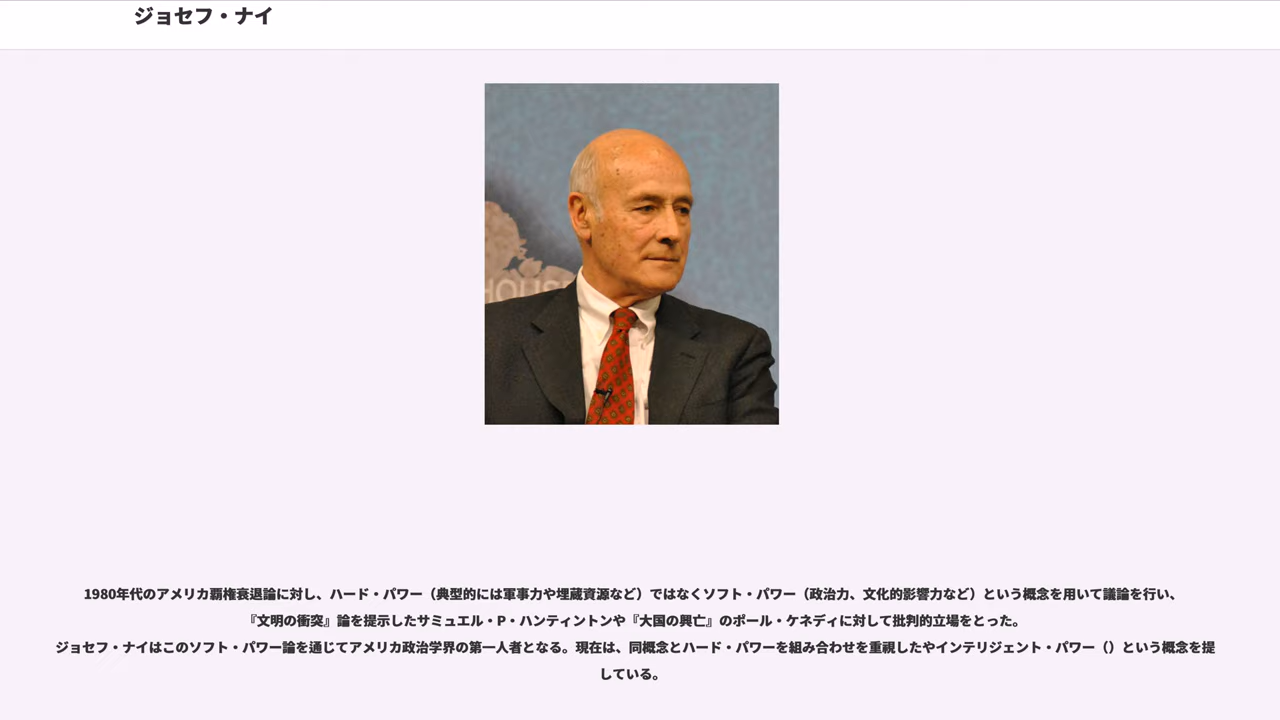 ジョセフ・ナイ
HOUSE
1980年代のアメリカ覇権衰退論に対し、ハード・パワー（典型的には軍事力や埋蔵資源など）ではなくソフト・パワー（政治力、文化的影響力など）という概念を用いて議論を行い、
『文明の衝突』論を提示したサミュエル・P・ハンティントンや『大国の興亡』のポール・ケネディに対して批判的立場をとった。
ジョセフ・ナイはこのソフト・パワー論を通じてアメリカ政治学界の第一人者となる。現在は、同概念とハード・パワーを組み合わせを重視したやインテリジェント・パワー（）という概念を提
している。